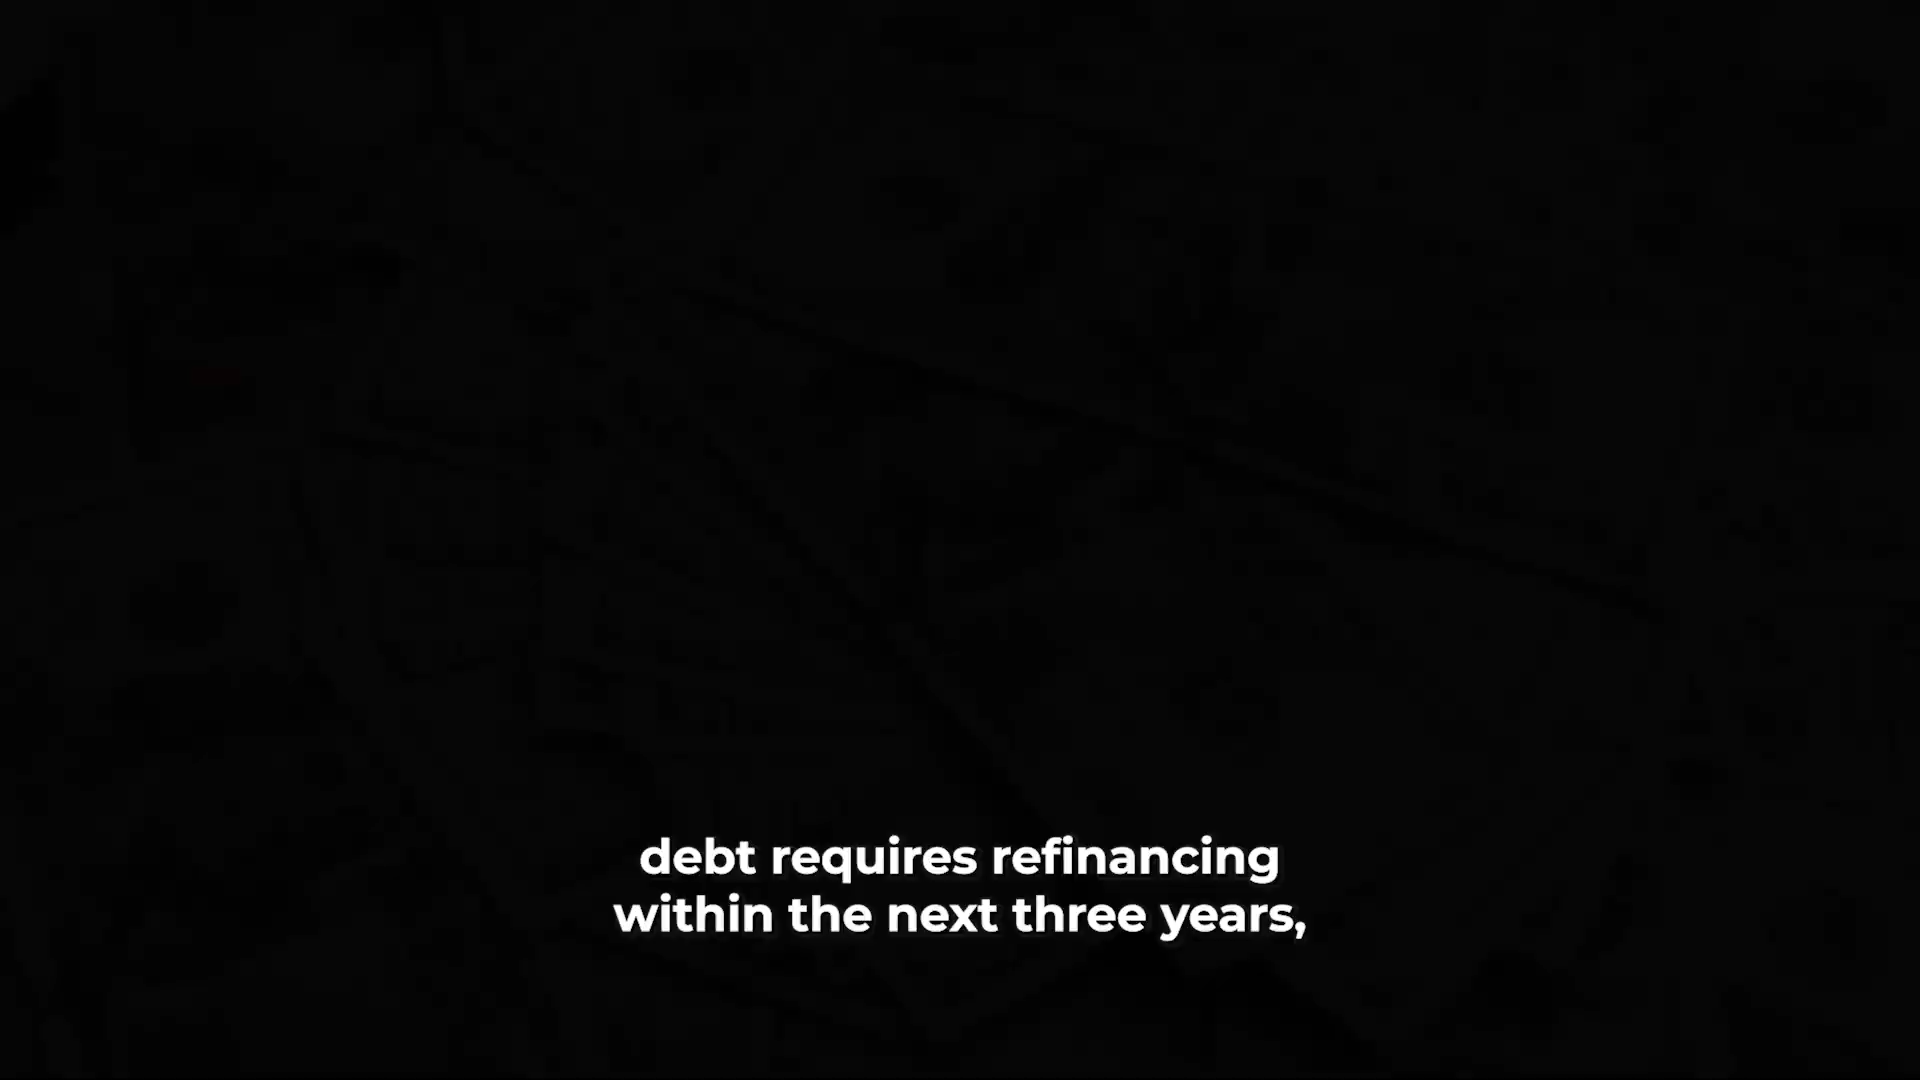 debt requires refinancing
within the next three years,